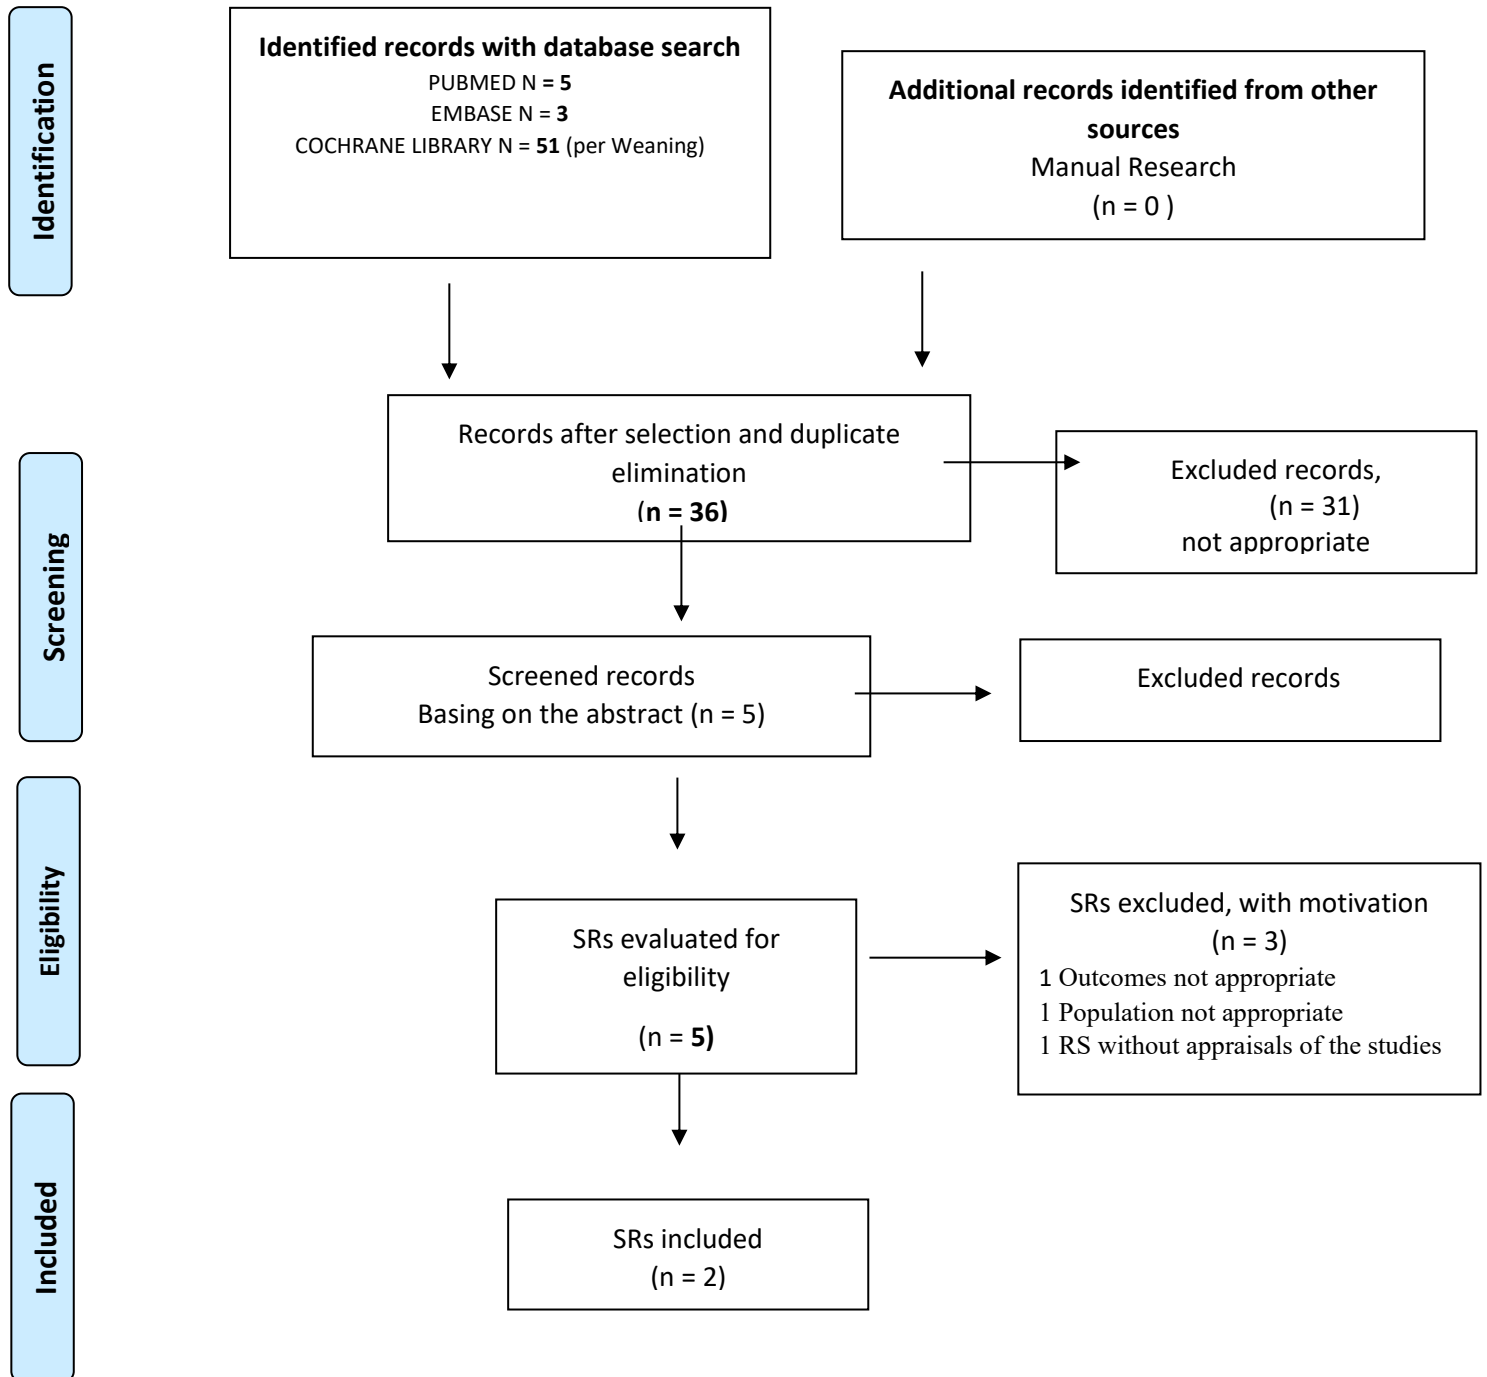 Identification
Identified records with database search
PUBMED N = 5
EMBASE N = 3
COCHRANE LIBRARY N = 51 (per Weaning)
Additional records identified from other
sources
Manual Research
(n = 0 )
Screening
Records after selection and duplicate
elimination
(n = 36)
Excluded records,
(n = 31)
not appropriate
Screened records
Basing on the abstract (n = 5)
Excluded records
Eligibility
SRs evaluated for
eligibility
(n = 5)
SRs excluded, with motivation
(n = 3)
1 Outcomes not appropriate
1 Population not appropriate
1 RS without appraisals of the studies
Included
SRs included
(n = 2)